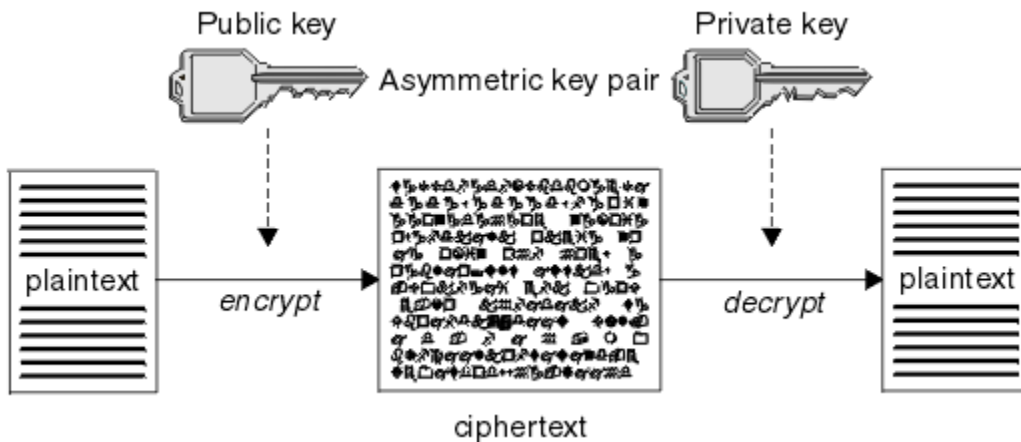 Public key
Private key
Asymmetric key pair
plaintext
encrypt
decrypt
plaintext
ciphertext